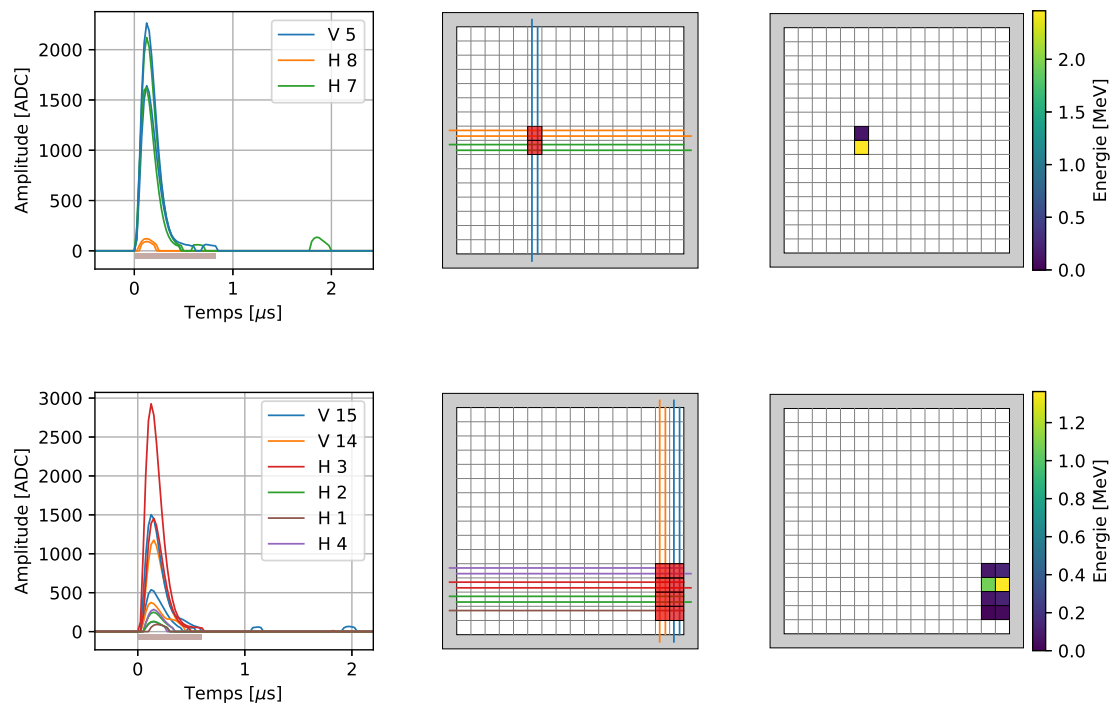 Amplitude [ADC]
2000
1500
1000
500
0
0
1
2
Temps [μs]
V 5
H 8
H 7
Energie [MeV]
2.0
1.5
1.0
0.5
0.0
Amplitude [ADC]
3000
2500
2000
1500
1000
500
0
0
1
2
Temps [μs]
V 15
V 14
H 3
H 2
H 1
H 4
Energie [MeV]
1.2
1.0
0.8
0.6
0.4
0.2
0.0